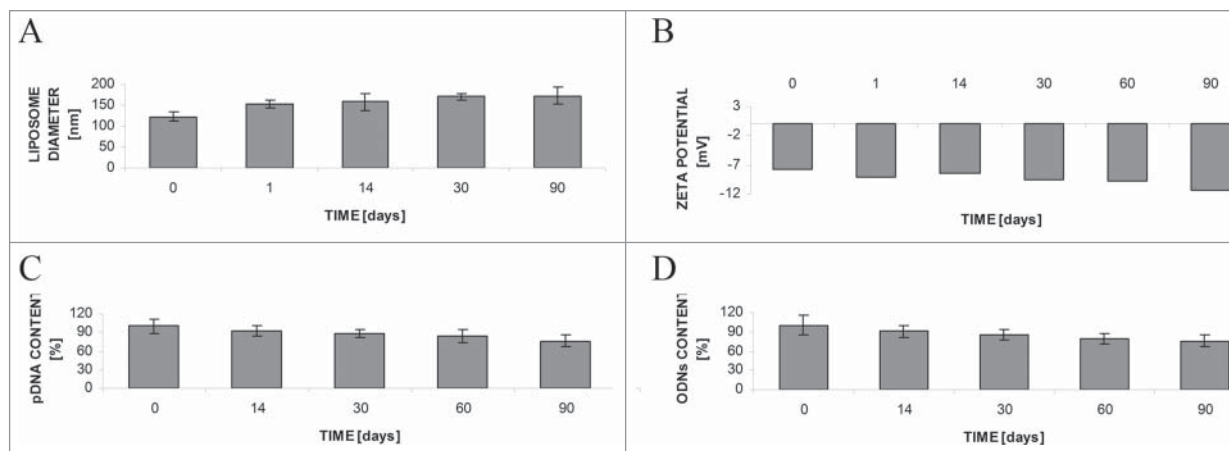 A
LIPOSOME
DIAMETER
[nm]
200
150
100
50
0
0 1 14 30 90
TIME [days]
B
0 1 14 30 60 90
ZETA POTENTIAL
[mV]
3
-2
-7
-12
TIME [days]
C
pDNA CONTENT
[%]
120
90
60
30
0
0 14 30 60 90
TIME [days]
D
ODNs CONTENT
[%]
120
90
60
30
0
0 14 30 60 90
TIME [days]